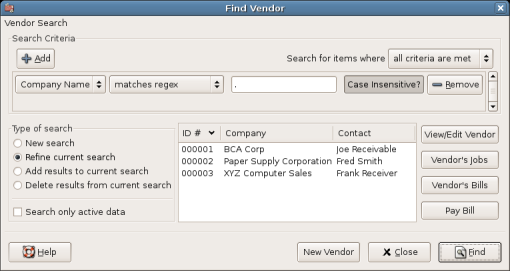 Find Vendor
Vendor Search
Search Criteria
Add
Search for items where all criteria are met
Company Name matches regex . Case Insensitive? Remove
Type of search
New search
Refine current search
Add results to current search
Delete results from current search
Search only active data
ID # Company Contact
000001 BCA Corp Joe Receivable
000002 Paper Supply Corporation Fred Smith
000003 XYZ Computer Sales Frank Receiver
View/Edit Vendor
Vendor's Jobs
Vendor's Bills
Pay Bill
Help New Vendor Close Find